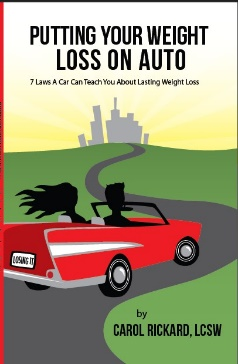 PUTTING YOUR WEIGHT
LOSS ON AUTO
7 Laws A Car Can Teach You About Lasting Weight Loss
LOSING IT
by
CAROL RICKARD, LCSW